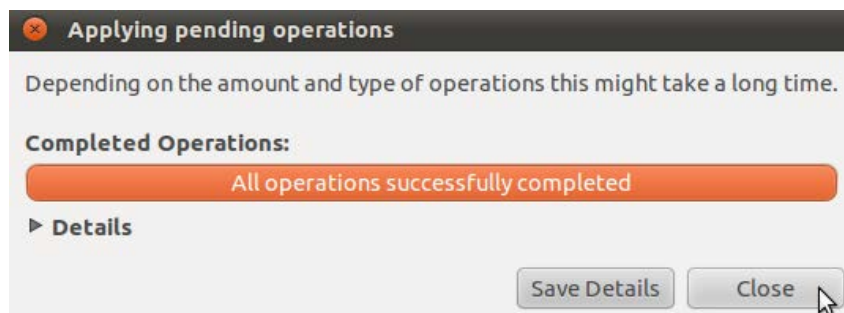 Applying pending operations
Depending on the amount and type of operations this might take a long time.
Completed Operations:
All operations successfully completed
Details
Save Details Close